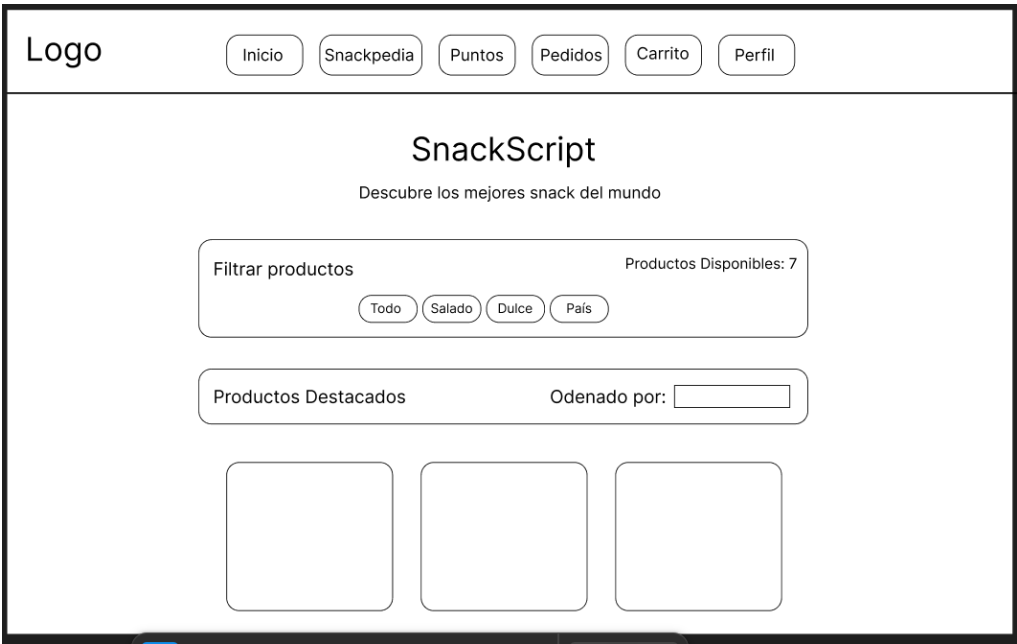 Logo
Inicio Snackpedia Puntos Pedidos Carrito Perfil
SnackScript
Descubre los mejores snack del mundo
Filtrar productos Productos Disponibles: 7
Todo Salado Dulce País
Productos Destacados Odenado por: